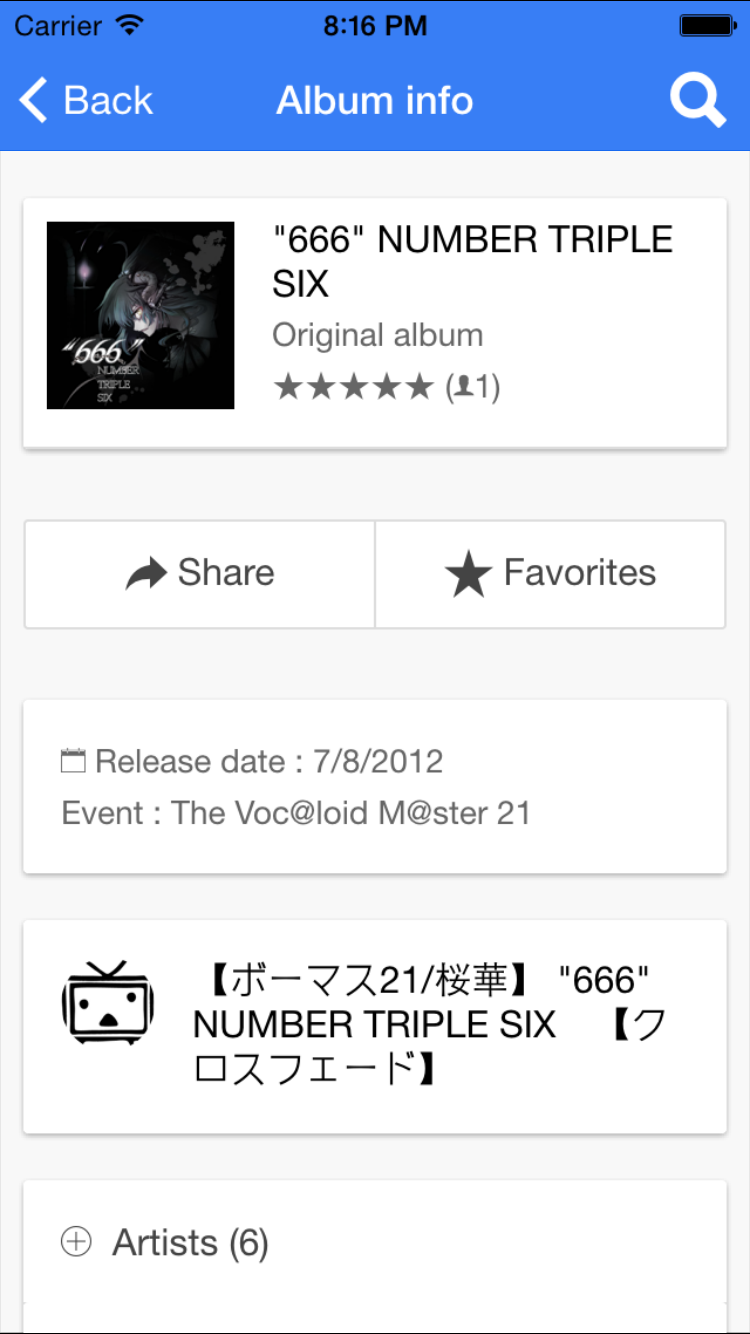 Carrier 8:16 PM
Back Album info
"666" NUMBER TRIPLE
SIX
Original album
★★★★★ (1)
"666"
NUMBER
TRIPLE
SIX
Share Favorites
Release date : 7/8/2012
Event : The Voc@loid M@ster 21
【ボーマス21/桜華】 "666"
NUMBER TRIPLE SIX 【ク
ロスフェード】
Artists (6)